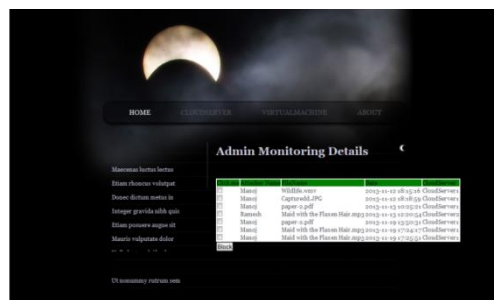 HOME CLOUDSERVER VIRTUALMACHINE ABOUT
Admin Monitoring Details
Maecenas luctus lectus
Etiam rhoncus volutpat
Donec dictum metus in
Integer gravida nibh quis
Etiam posuere augue sit
Mauris vulputate dolor
Ut nonummy rutrum sem
Manoj Wildlife.wmv 2013-11-12 18:15:16 CloudServer1
Manoj Capturedd.JPG 2013-11-12 18:18:59 CloudServer1
Manoj paper-2.pdf 2013-11-13 10:25:21 CloudServer1
Ramesh Maid with the Flaxen Hair.mp3 2013-11-13 12:20:54 CloudServer2
Manoj paper-2.pdf 2013-11-19 13:50:31 CloudServer1
Manoj Maid with the Flaxen Hair.mp3 2013-11-19 17:24:17 CloudServer1
Manoj Maid with the Flaxen Hair.mp3 2013-11-19 17:25:51 CloudServer1